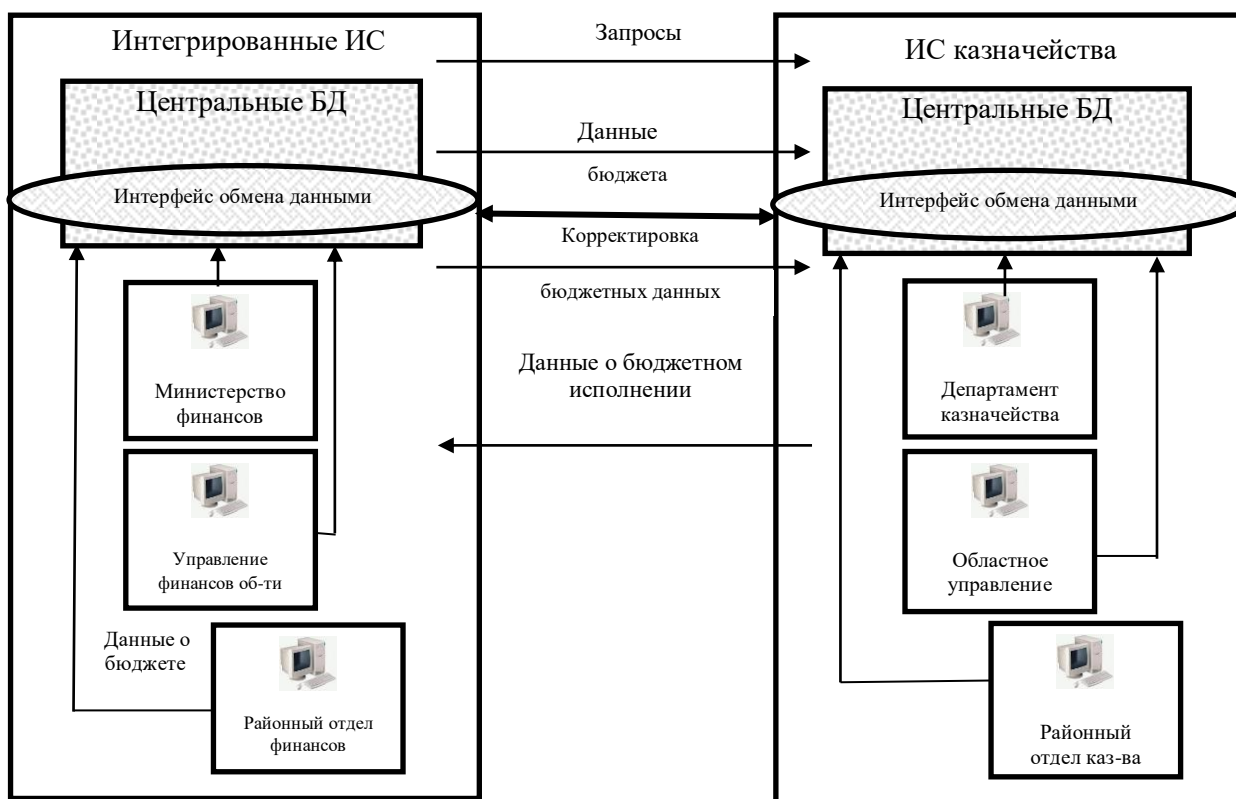 Интегрированные ИС
Центральные БД
Интерфейс обмена данными
Министерство
финансов
Управление
финансов об-ти
Данные о
бюджете
Районный отдел
финансов
Запросы
Данные
бюджета
Корректировка
бюджетных данных
Данные о бюджетном
исполнении
ИС казначейства
Центральные БД
Интерфейс обмена данными
Департамент
казначейства
Областное
управление
Районный
отдел каз-ва